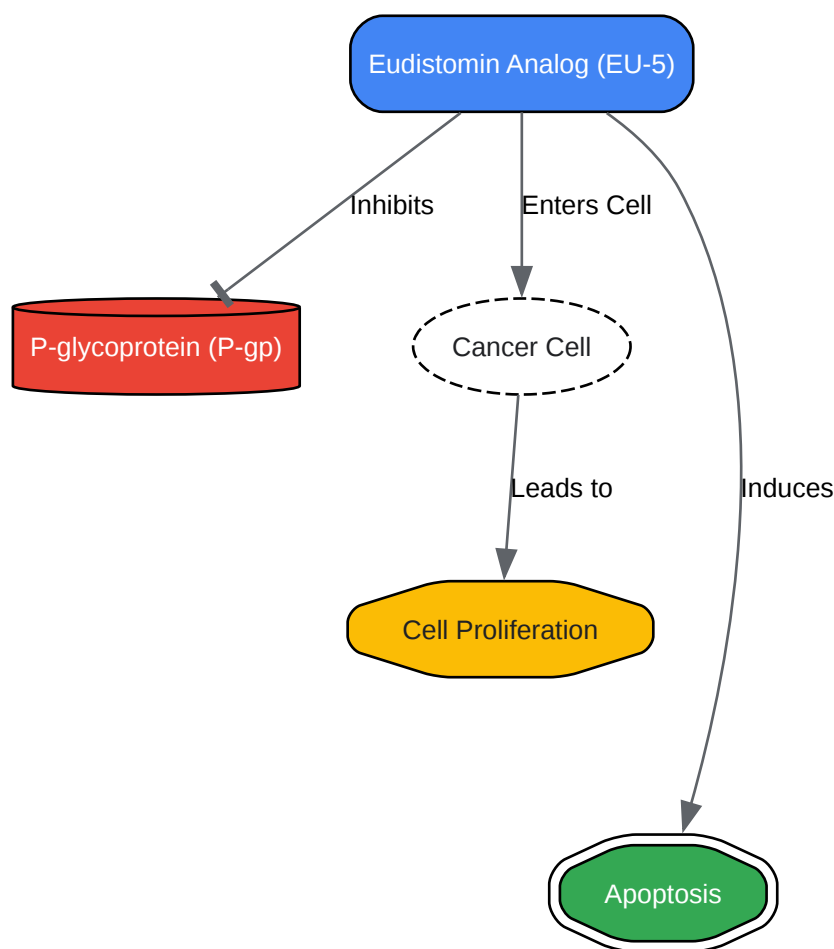 Eudistomin Analog (EU-5)
Inhibits
Enters Cell
P-glycoprotein (P-gp)
Cancer Cell
Leads to
Induces
Cell Proliferation
Apoptosis